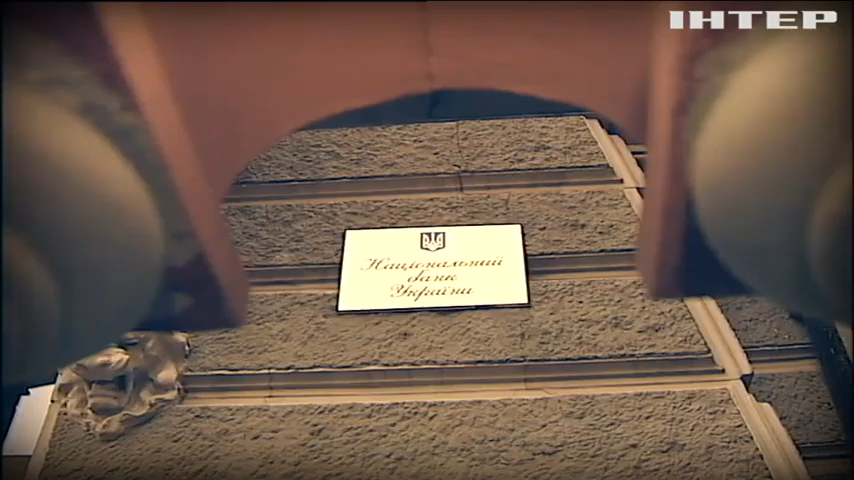 ІНТЕР
Національний
банк
України